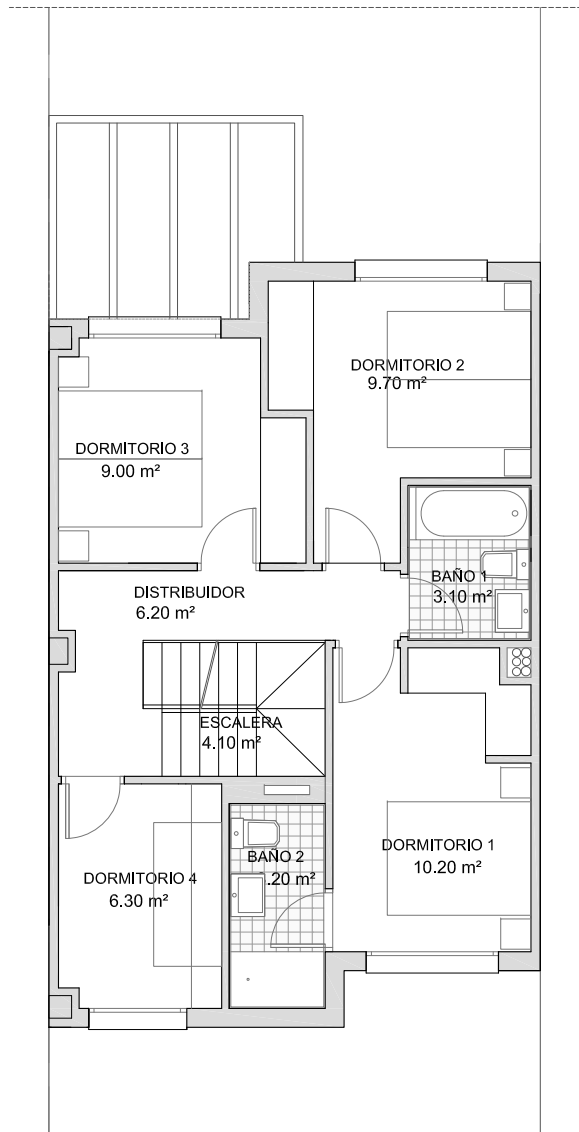 DORMITORIO 2
9.70 m²
DORMITORIO 3
9.00 m²
BAÑO 1
3.10 m²
DISTRIBUIDOR
6.20 m²
ESCALERA
4.10 m²
DORMITORIO 1
10.20 m²
BAÑO 2
.20 m²
DORMITORIO 4
6.30 m²